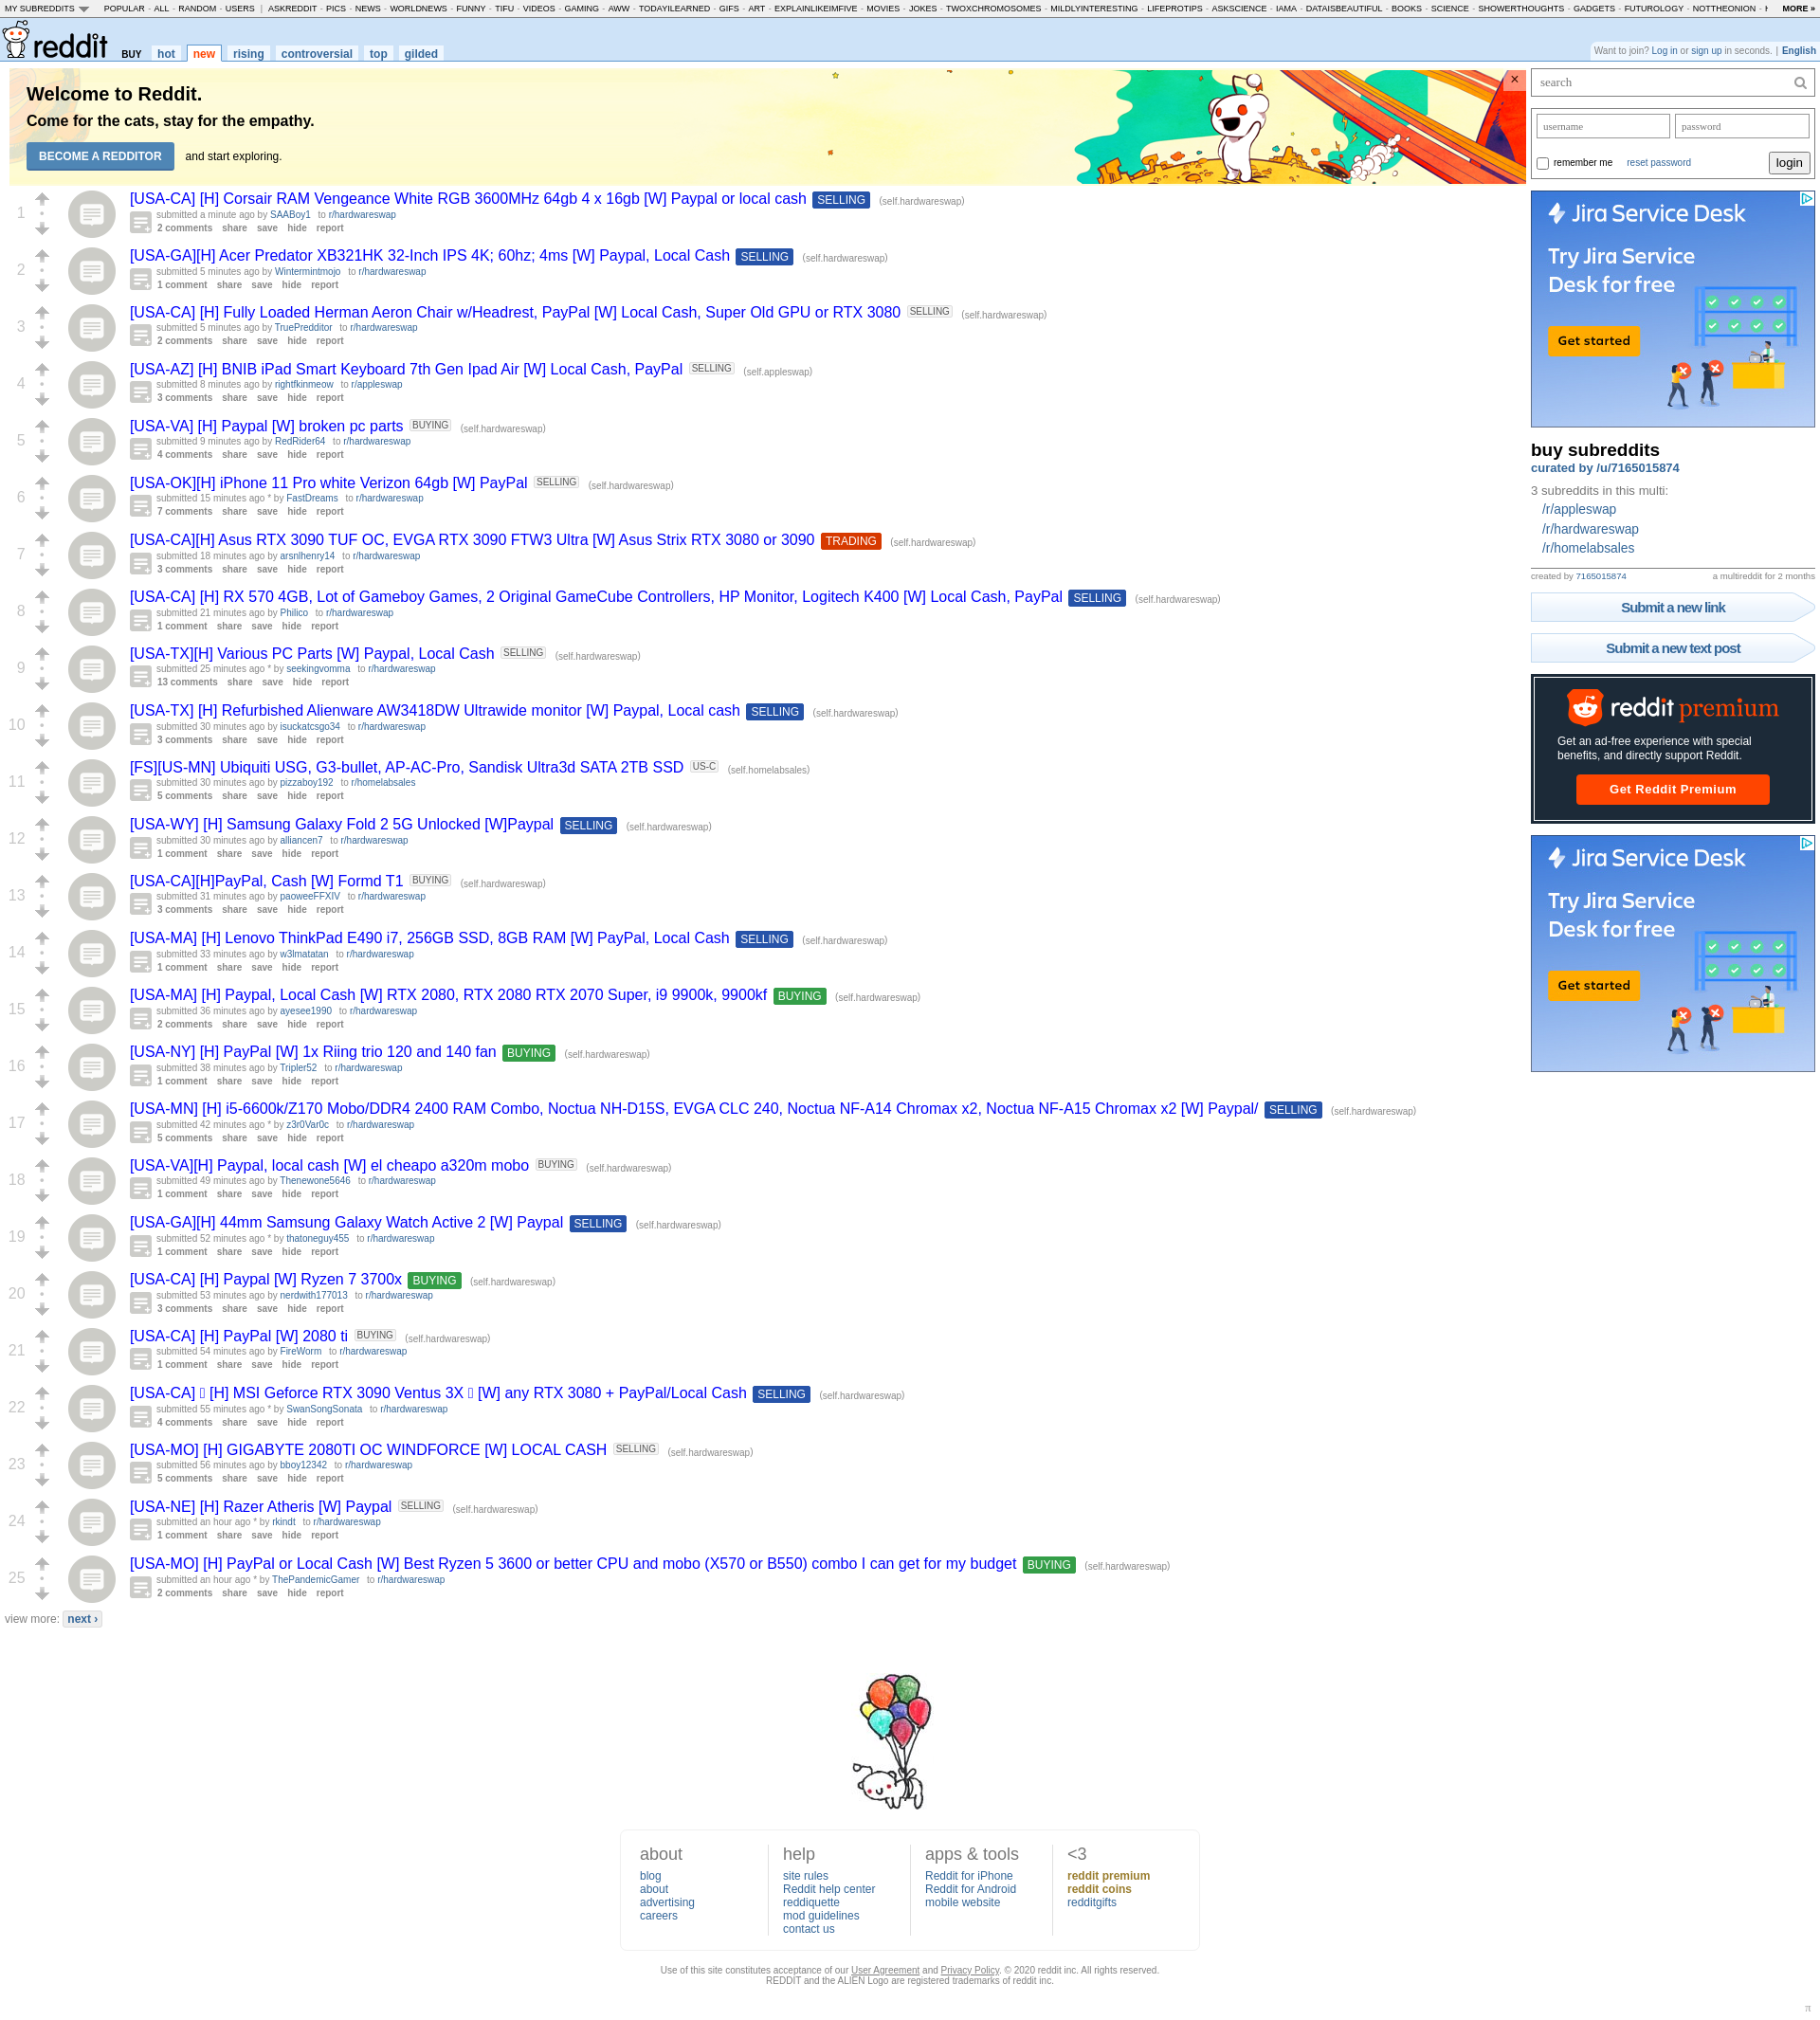 MY SUBREDDITS POPULAR - ALL - RANDOM - USERS | ASKREDDIT - PICS - NEWS - WORLDNEWS - FUNNY - TIFU - VIDEOS - GAMING - AWW - TODAYILEARNED - GIFS - ART - EXPLAINLIKEIMFIVE - MOVIES - JOKES - TWOXCHROMOSOMES - MILDLYINTERESTING - LIFEPROTIPS - ASKSCIENCE - IAMA - DATAISBEAUTIFUL - BOOKS - SCIENCE - SHOWERTHOUGHTS - GADGETS - FUTUROLOGY - NOTTHEONION - MORE »
reddit BUY hot new rising controversial top gilded
Want to join? Log in or sign up in seconds. | English
Welcome to Reddit.
Come for the cats, stay for the empathy.
BECOME A REDDITOR and start exploring.
×
1
[USA-CA] [H] Corsair RAM Vengeance White RGB 3600MHz 64gb 4 x 16gb [W] Paypal or local cash SELLING (self.hardwareswap)
submitted a minute ago by SAABoy1 to r/hardwareswap
2 comments share save hide report
2
[USA-GA][H] Acer Predator XB321HK 32-Inch IPS 4K; 60hz; 4ms [W] Paypal, Local Cash SELLING (self.hardwareswap)
submitted 5 minutes ago by Wintermintmojo to r/hardwareswap
1 comment share save hide report
3
[USA-CA] [H] Fully Loaded Herman Aeron Chair w/Headrest, PayPal [W] Local Cash, Super Old GPU or RTX 3080 SELLING (self.hardwareswap)
submitted 5 minutes ago by TruePredditor to r/hardwareswap
2 comments share save hide report
4
[USA-AZ] [H] BNIB iPad Smart Keyboard 7th Gen Ipad Air [W] Local Cash, PayPal SELLING (self.appleswap)
submitted 8 minutes ago by rightfkinmeow to r/appleswap
3 comments share save hide report
5
[USA-VA] [H] Paypal [W] broken pc parts BUYING (self.hardwareswap)
submitted 9 minutes ago by RedRider64 to r/hardwareswap
4 comments share save hide report
6
[USA-OK][H] iPhone 11 Pro white Verizon 64gb [W] PayPal SELLING (self.hardwareswap)
submitted 15 minutes ago * by FastDreams to r/hardwareswap
7 comments share save hide report
7
[USA-CA][H] Asus RTX 3090 TUF OC, EVGA RTX 3090 FTW3 Ultra [W] Asus Strix RTX 3080 or 3090 TRADING (self.hardwareswap)
submitted 18 minutes ago by arsnlhenry14 to r/hardwareswap
3 comments share save hide report
8
[USA-CA] [H] RX 570 4GB, Lot of Gameboy Games, 2 Original GameCube Controllers, HP Monitor, Logitech K400 [W] Local Cash, PayPal SELLING (self.hardwareswap)
submitted 21 minutes ago by Philico to r/hardwareswap
1 comment share save hide report
9
[USA-TX][H] Various PC Parts [W] Paypal, Local Cash SELLING (self.hardwareswap)
submitted 25 minutes ago * by seekingvomma to r/hardwareswap
13 comments share save hide report
10
[USA-TX] [H] Refurbished Alienware AW3418DW Ultrawide monitor [W] Paypal, Local cash SELLING (self.hardwareswap)
submitted 30 minutes ago by isuckatcsgo34 to r/hardwareswap
3 comments share save hide report
11
[FS][US-MN] Ubiquiti USG, G3-bullet, AP-AC-Pro, Sandisk Ultra3d SATA 2TB SSD US-C (self.homelabsales)
submitted 30 minutes ago by pizzaboy192 to r/homelabsales
5 comments share save hide report
12
[USA-WY] [H] Samsung Galaxy Fold 2 5G Unlocked [W]Paypal SELLING (self.hardwareswap)
submitted 30 minutes ago by alliancen7 to r/hardwareswap
1 comment share save hide report
13
[USA-CA][H]PayPal, Cash [W] Formd T1 BUYING (self.hardwareswap)
submitted 31 minutes ago by paoweeFFXIV to r/hardwareswap
3 comments share save hide report
14
[USA-MA] [H] Lenovo ThinkPad E490 i7, 256GB SSD, 8GB RAM [W] PayPal, Local Cash SELLING (self.hardwareswap)
submitted 33 minutes ago by w3lmatatan to r/hardwareswap
1 comment share save hide report
15
[USA-MA] [H] Paypal, Local Cash [W] RTX 2080, RTX 2080 RTX 2070 Super, i9 9900k, 9900kf BUYING (self.hardwareswap)
submitted 36 minutes ago by ayesee1990 to r/hardwareswap
2 comments share save hide report
16
[USA-NY] [H] PayPal [W] 1x Riing trio 120 and 140 fan BUYING (self.hardwareswap)
submitted 38 minutes ago by Tripler52 to r/hardwareswap
1 comment share save hide report
17
[USA-MN] [H] i5-6600k/Z170 Mobo/DDR4 2400 RAM Combo, Noctua NH-D15S, EVGA CLC 240, Noctua NF-A14 Chromax x2, Noctua NF-A15 Chromax x2 [W] Paypal/ SELLING (self.hardwareswap)
submitted 42 minutes ago * by z3r0Var0c to r/hardwareswap
5 comments share save hide report
18
[USA-VA][H] Paypal, local cash [W] el cheapo a320m mobo BUYING (self.hardwareswap)
submitted 49 minutes ago by Thenewone5646 to r/hardwareswap
1 comment share save hide report
19
[USA-GA][H] 44mm Samsung Galaxy Watch Active 2 [W] Paypal SELLING (self.hardwareswap)
submitted 52 minutes ago * by thatoneguy455 to r/hardwareswap
1 comment share save hide report
20
[USA-CA] [H] Paypal [W] Ryzen 7 3700x BUYING (self.hardwareswap)
submitted 53 minutes ago by nerdwith177013 to r/hardwareswap
3 comments share save hide report
21
[USA-CA] [H] PayPal [W] 2080 ti BUYING (self.hardwareswap)
submitted 54 minutes ago by FireWorm to r/hardwareswap
1 comment share save hide report
22
[USA-CA] [H] MSI Geforce RTX 3090 Ventus 3X [W] any RTX 3080 + PayPal/Local Cash SELLING (self.hardwareswap)
submitted 55 minutes ago * by SwanSongSonata to r/hardwareswap
4 comments share save hide report
23
[USA-MO] [H] GIGABYTE 2080TI OC WINDFORCE [W] LOCAL CASH SELLING (self.hardwareswap)
submitted 56 minutes ago by bboy12342 to r/hardwareswap
5 comments share save hide report
24
[USA-NE] [H] Razer Atheris [W] Paypal SELLING (self.hardwareswap)
submitted an hour ago * by rkindt to r/hardwareswap
1 comment share save hide report
25
[USA-MO] [H] PayPal or Local Cash [W] Best Ryzen 5 3600 or better CPU and mobo (X570 or B550) combo I can get for my budget BUYING (self.hardwareswap)
submitted an hour ago * by ThePandemicGamer to r/hardwareswap
2 comments share save hide report
view more: next ›
search
username password
remember me reset password login
Jira Service Desk
Try Jira Service
Desk for free
Get started
buy subreddits
curated by /u/7165015874
3 subreddits in this multi:
/r/appleswap
/r/hardwareswap
/r/homelabsales
created by 7165015874 a multireddit for 2 months
Submit a new link
Submit a new text post
reddit premium
Get an ad-free experience with special
benefits, and directly support Reddit.
Get Reddit Premium
Jira Service Desk
Try Jira Service
Desk for free
Get started
about
blog
about
advertising
careers
help
site rules
Reddit help center
reddiquette
mod guidelines
contact us
apps & tools
Reddit for iPhone
Reddit for Android
mobile website
<3
reddit premium
reddit coins
redditgifts
Use of this site constitutes acceptance of our User Agreement and Privacy Policy. © 2020 reddit inc. All rights reserved.
REDDIT and the ALIEN Logo are registered trademarks of reddit inc.
π